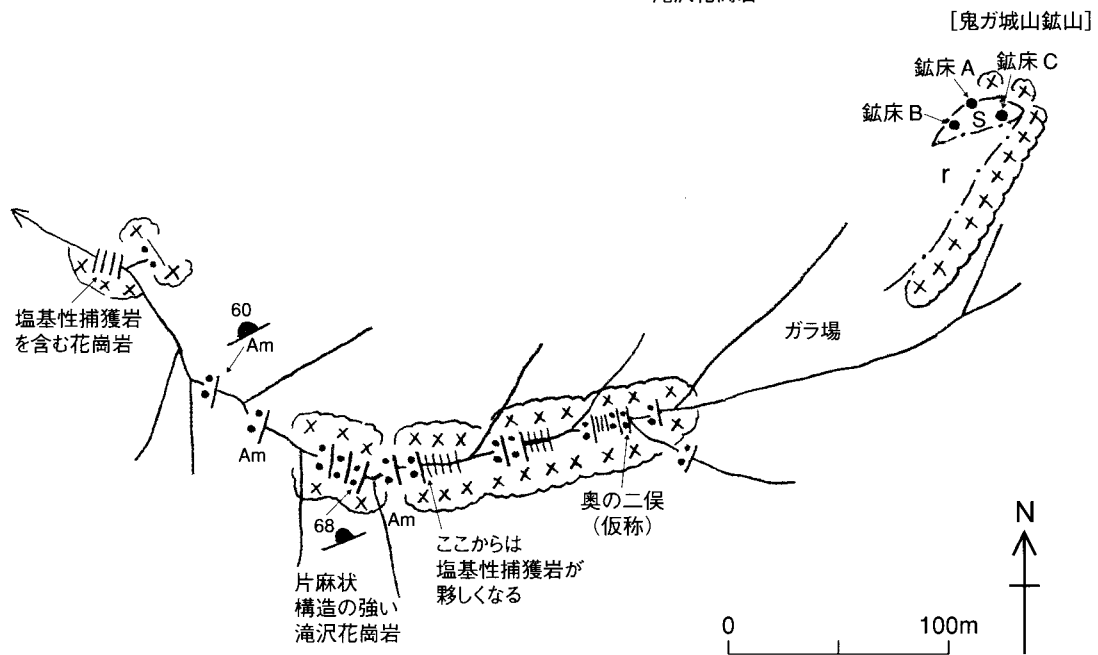 [鬼ガ城山鉱山]
鉱床A
鉱床C
鉱床B
S
r
塩基性捕獲岩
を含む花崗岩
60
Am
ガラ場
Am
68
Am
奥の二俣
(仮称)
ここからは
塩基性捕獲岩が
夥しくなる
片麻状
構造の強い
滝沢花崗岩
N
0
100m